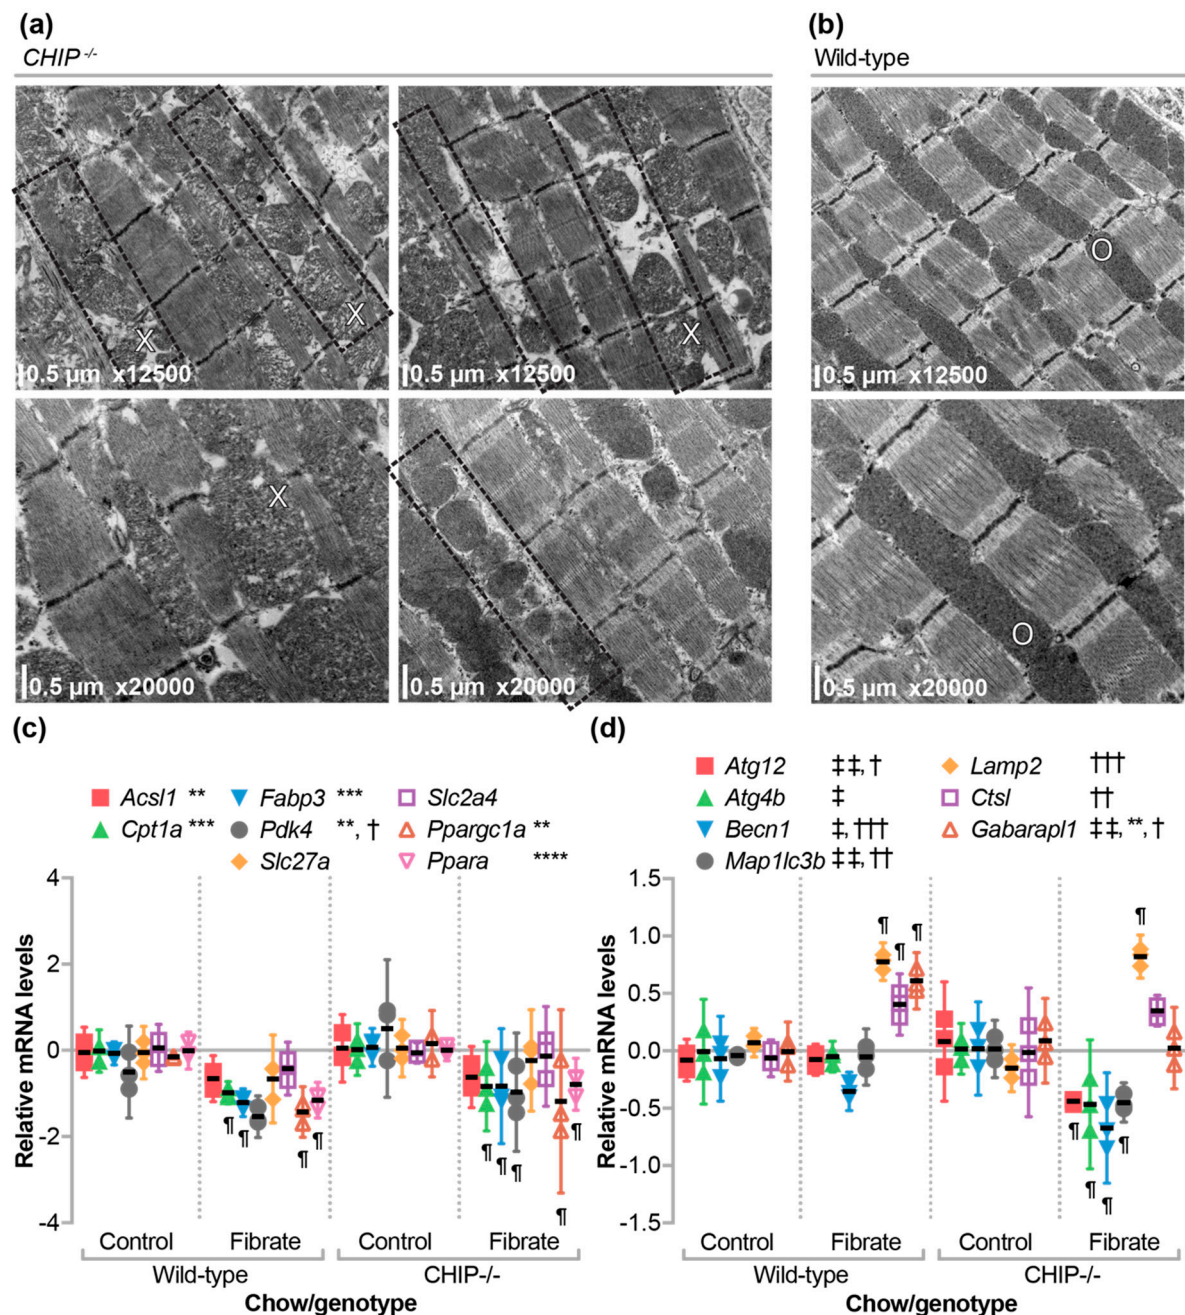 (a)
CHIP -/-
(b)
Wild-type
X
X
0.5 µm x12500
X
0.5 µm x12500
O
0.5 µm x12500
X
0.5 µm x20000
0.5 µm x20000
O
0.5 µm x20000
(c)
Acsl1 **
Fabp3 ***
Slc2a4
Cpt1a ***
Pdk4 **, †
Ppargc1a **
Slc27a
Ppara ****
Relative mRNA levels
4
2
0
-2
-4
¶ ¶ ¶ ¶
¶ ¶ ¶ ¶ ¶
Control Fibrate Control Fibrate
Wild-type CHIP-/-
Chow/genotype
(d)
Atg12 ‡‡, †
Lamp2 †††
Atg4b ‡
Ctsl ††
Becn1 ‡, †††
Gabarapl1 ‡‡, **, †
Map1lc3b ‡‡, ††
Relative mRNA levels
1.5
1.0
0.5
0.0
-0.5
-1.0
-1.5
¶ ¶ ¶
¶ ¶ ¶ ¶ ¶
Control Fibrate Control Fibrate
Wild-type CHIP-/-
Chow/genotype